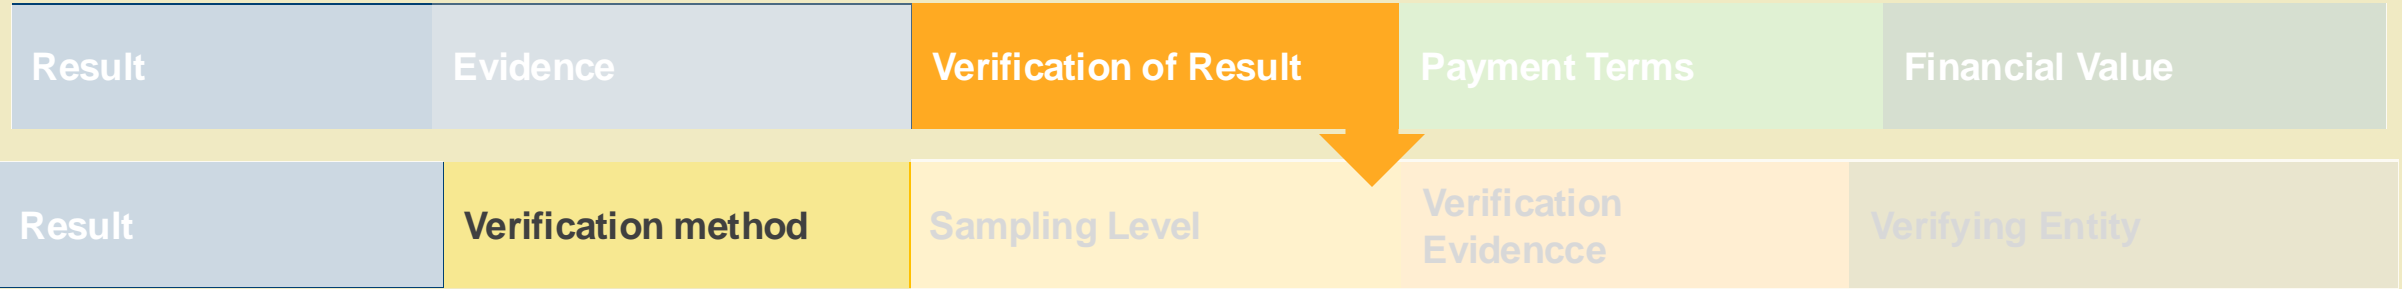 Result Evidence Verification of Result Payment Terms Financial Value
Result Verification method Sampling Level Verification Evidencce Verifying Entity